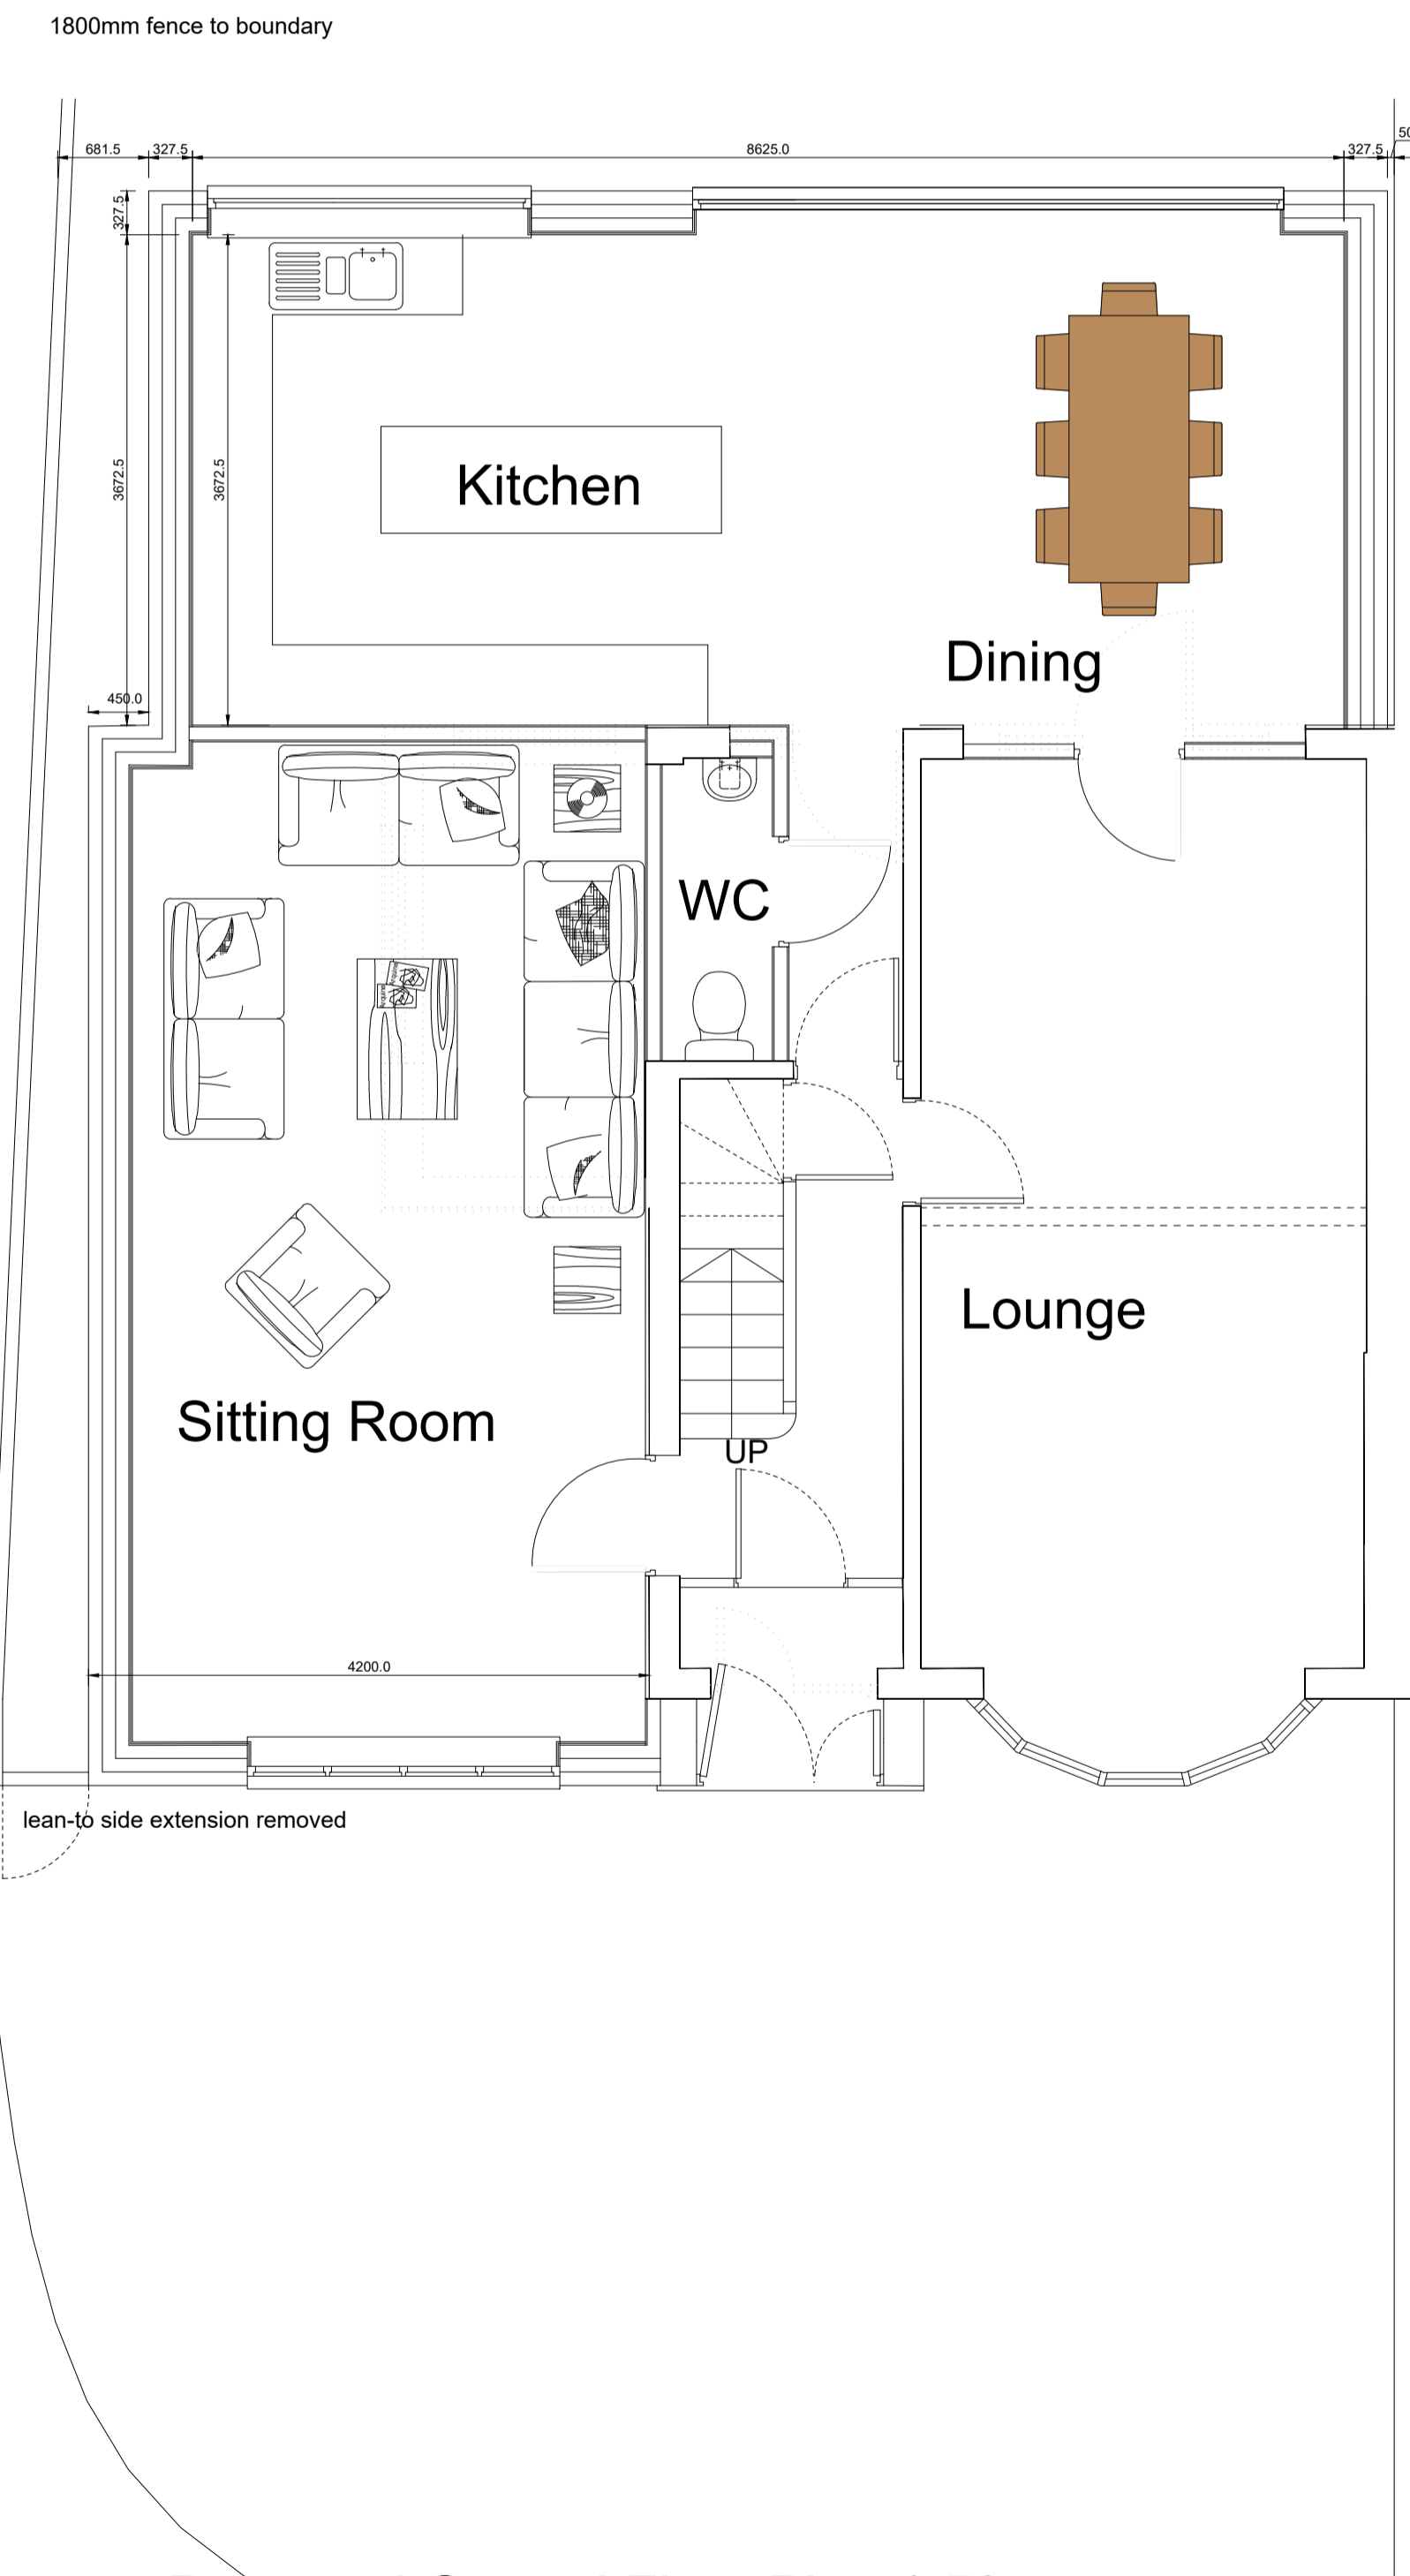 1800mm fence to boundary
681.5 327.5 8625.0 327.5 50
327.5
3672.5 3672.5
Kitchen
Dining
450.0
WC
Lounge
Sitting Room
UP
4200.0
lean-to side extension removed